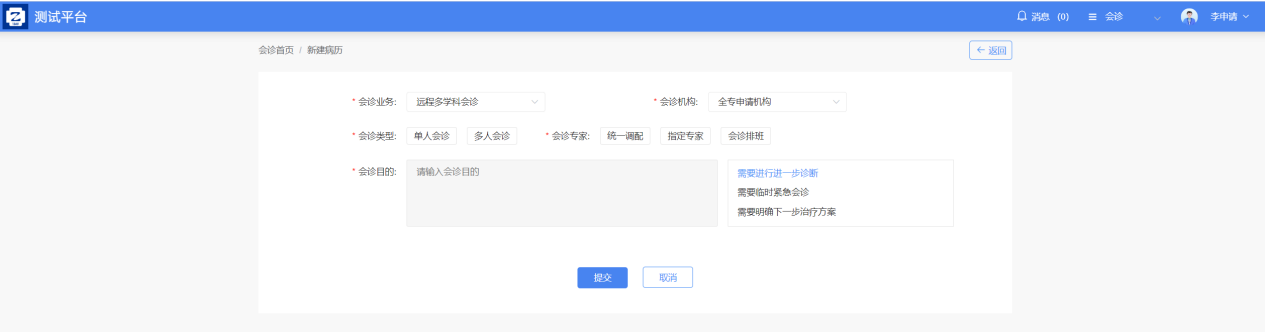 Z 测试平台 消息 (0) 会诊 李申请
会诊首页 / 新建病历 ← 返回
* 会诊业务: 远程多学科会诊 * 会诊机构: 全专申请机构
* 会诊类型: 单人会诊 多人会诊 * 会诊专家: 统一调配 指定专家 会诊排班
* 会诊目的: 请输入会诊目的 需要进行进一步诊断
需要临时紧急会诊
需要明确下一步治疗方案
提交 取消